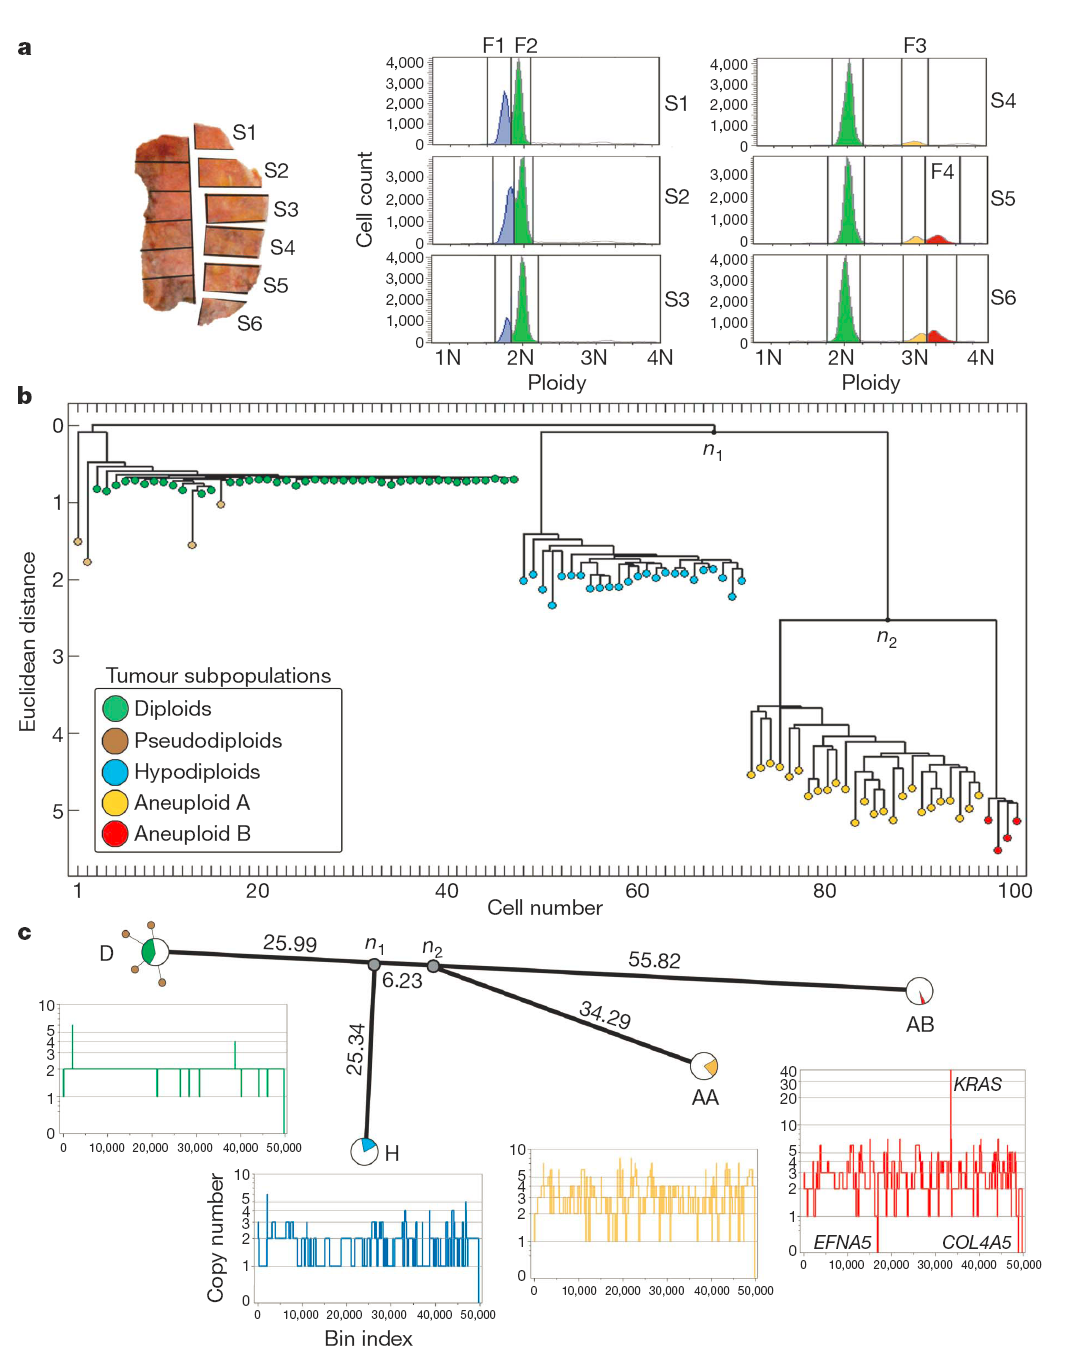 a
S1
S2
S3
S4
S5
S6
F1 F2
Cell count
4,000
3,000
2,000
1,000
0
S1
3,000
2,000
1,000
0
S2
4,000
3,000
2,000
1,000
0
S3
1N 2N 3N 4N
Ploidy
F3
4,000
3,000
2,000
1,000
0
S4
F4
3,000
2,000
1,000
0
S5
4,000
3,000
2,000
1,000
0
S6
1N 2N 3N 4N
Ploidy
b
Euclidean distance
0
1
2
3
4
5
n1
n2
Tumour subpopulations
Diploids
Pseudodiploids
Hypodiploids
Aneuploid A
Aneuploid B
1 20 40 60 80 100
Cell number
c
D
25.99
n1
n2
6.23
55.82
34.29
25.34
AB
AA
H
10
5
4
3
2
1
0
0 10,000 20,000 30,000 40,000 50,000
Copy number
10
5
4
3
2
1
0
0 10,000 20,000 30,000 40,000 50,000
Bin index
10
5
4
3
2
1
0
0 10,000 20,000 30,000 40,000 50,000
40
30
20
10
5
4
3
2
1
0
KRAS
EFNA5
COL4A5
0 10,000 20,000 30,000 40,000 50,000